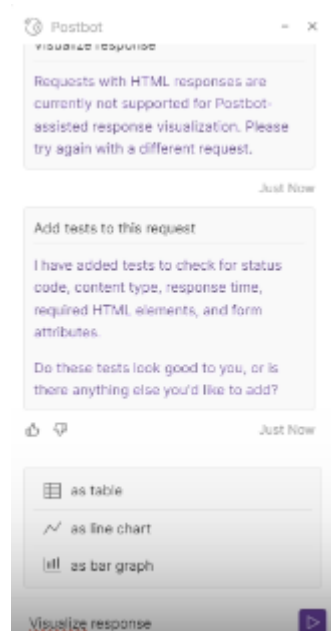 Postbot
Visualize response
Requests with HTML responses are
currently not supported for Postbot-
assisted response visualization. Please
try again with a different request.
Just Now
Add tests to this request
I have added tests to check for status
code, content type, response time,
required HTML elements, and form
attributes.
Do these tests look good to you, or is
there anything else you'd like to add?
Just Now
as table
as line chart
as bar graph
Visualize response